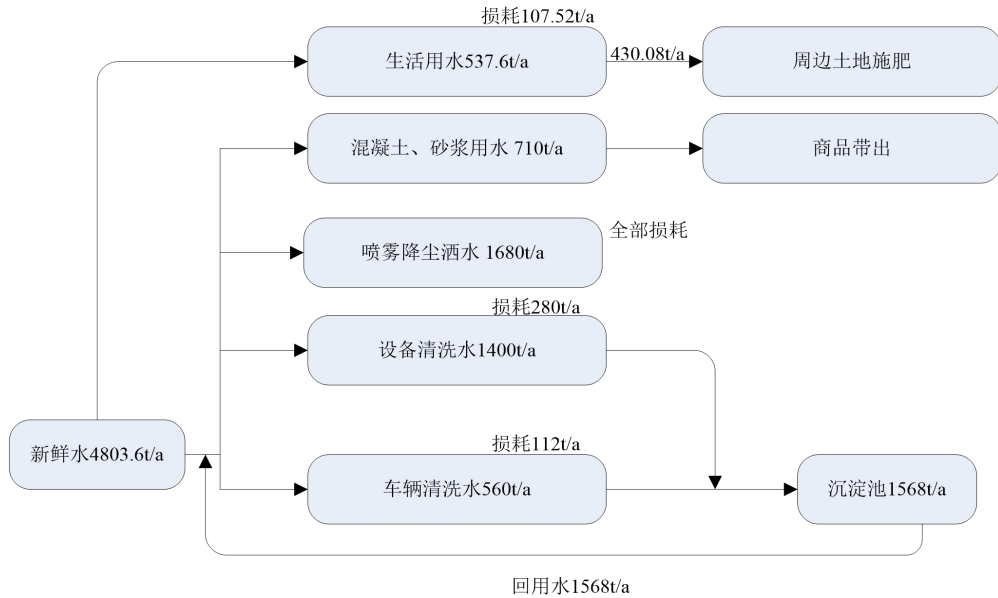 损耗107.52t/a
生活用水537.6t/a
430.08t/a
周边土地施肥
混凝土、砂浆用水 710t/a
商品带出
喷雾降尘洒水 1680t/a
全部损耗
损耗280t/a
设备清洗水1400t/a
新鲜水4803.6t/a
损耗112t/a
车辆清洗水560t/a
沉淀池1568t/a
回用水1568t/a